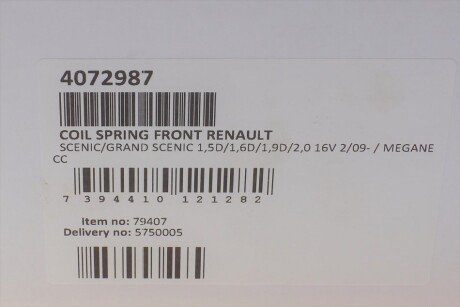 4072987
COIL SPRING FRONT RENAULT
SCENIC/GRAND SCENIC 1,5D/1,6D/1,9D/2,0 16V 2/09- / MEGANE
CC
7 394410 121282
Item no: 79407
Delivery no: 5750005